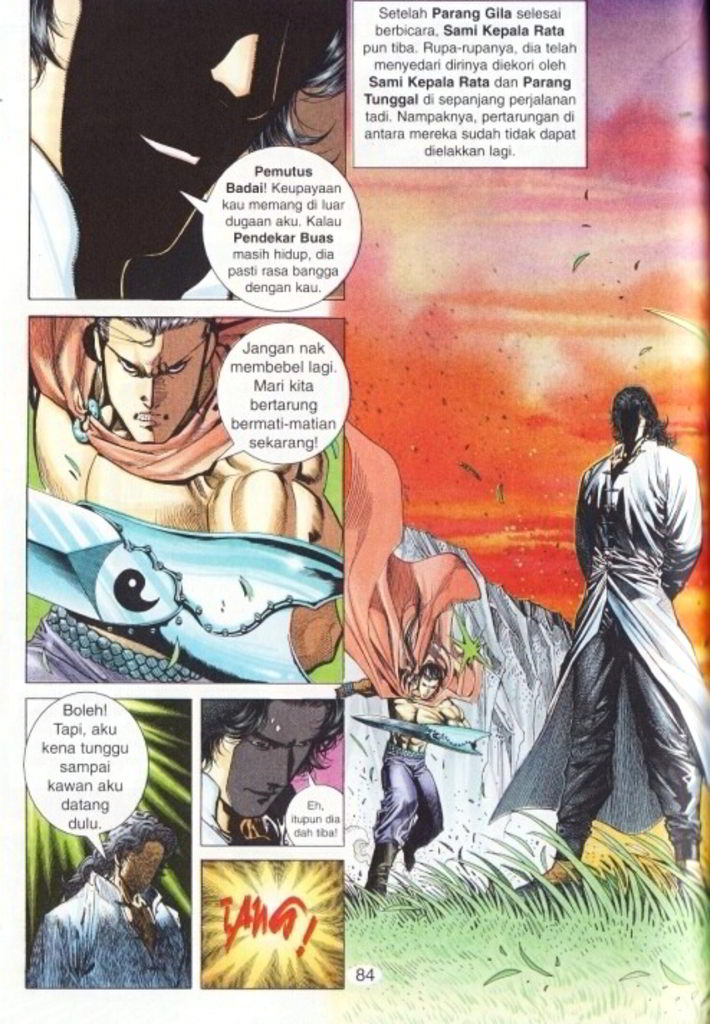 Setelah Parang Gila selesai
berbicara, Sami Kepala Rata
pun tiba. Rupa-rupanya, dia telah
menyedari dirinya diekori oleh
Sami Kepala Rata dan Parang
Tunggal di sepanjang perjalanan
tadi. Nampaknya, pertarungan di
antara mereka sudah tidak dapat
dielakkan lagi.
Pemutus
Badai! Keupayaan
kau memang di luar
dugaan aku. Kalau
Pendekar Buas
masih hidup, dia
pasti rasa bangga
dengan kau.
Jangan nak
membebel lagi.
Mari kita
bertarung
bermati-matian
sekarang!
Boleh!
Tapi, aku
kena tunggu
sampai
kawan aku
datang
dulu.
Eh,
itupun dia
dah tiba!
TANG!
84